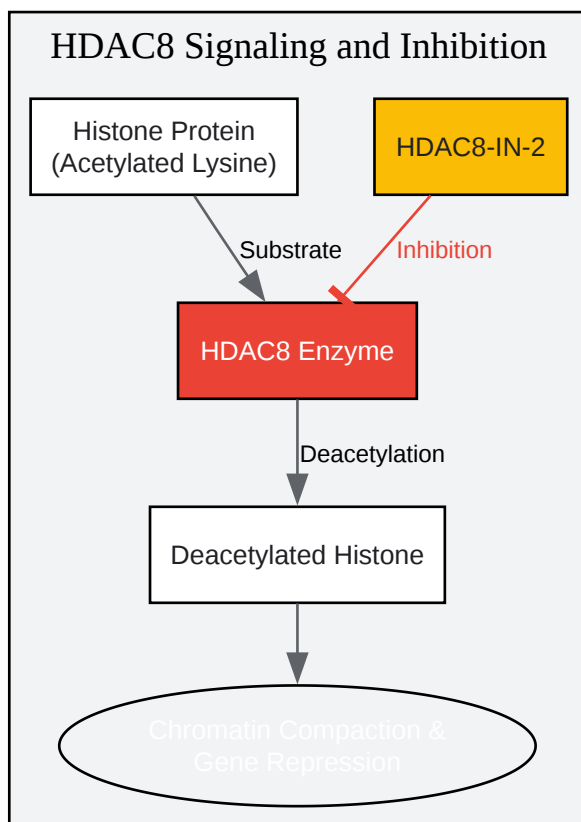 HDAC8 Signaling and Inhibition
Histone Protein
(Acetylated Lysine)
HDAC8-IN-2
Substrate
Inhibition
HDAC8 Enzyme
Deacetylation
Deacetylated Histone
Chromatin Compaction &
Gene Repression